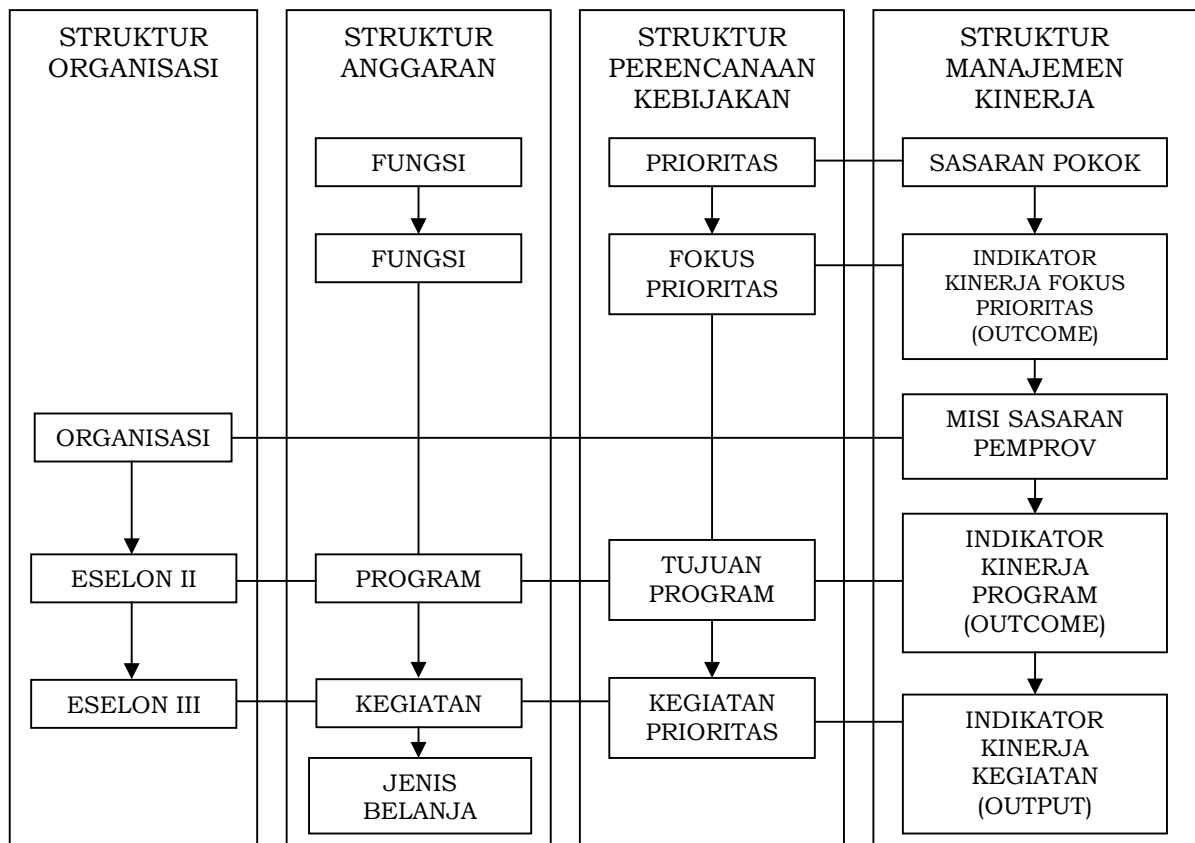 STRUKTUR
ORGANISASI
ORGANISASI
ESELON II
ESELON III
STRUKTUR
ANGGARAN
FUNGSI
FUNGSI
PROGRAM
KEGIATAN
JENIS
BELANJA
STRUKTUR
PERENCANAAN
KEBIJAKAN
PRIORITAS
FOKUS
PRIORITAS
TUJUAN
PROGRAM
KEGIATAN
PRIORITAS
STRUKTUR
MANAJEMEN
KINERJA
SASARAN POKOK
INDIKATOR
KINERJA FOKUS
PRIORITAS
(OUTCOME)
MISI SASARAN
PEMPROV
INDIKATOR
KINERJA
PROGRAM
(OUTCOME)
INDIKATOR
KINERJA
KEGIATAN
(OUTPUT)